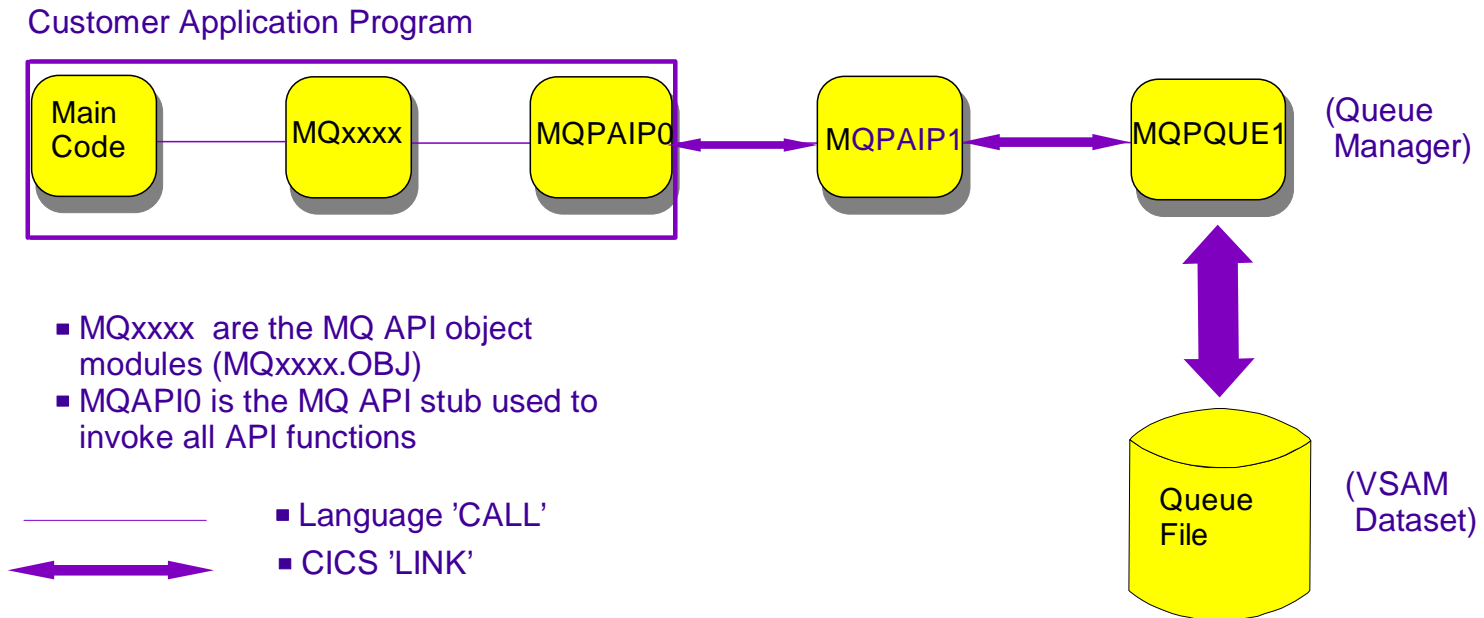 Customer Application Program
Main
Code
MQxxxx
MQPAIP0
MQPAIP1
MQPQUE1
(Queue
Manager)
■ MQxxxx are the MQ API object
modules (MQxxxx.OBJ)
■ MQAPI0 is the MQ API stub used to
invoke all API functions
■ Language 'CALL'
■ CICS 'LINK'
Queue
File
(VSAM
Dataset)